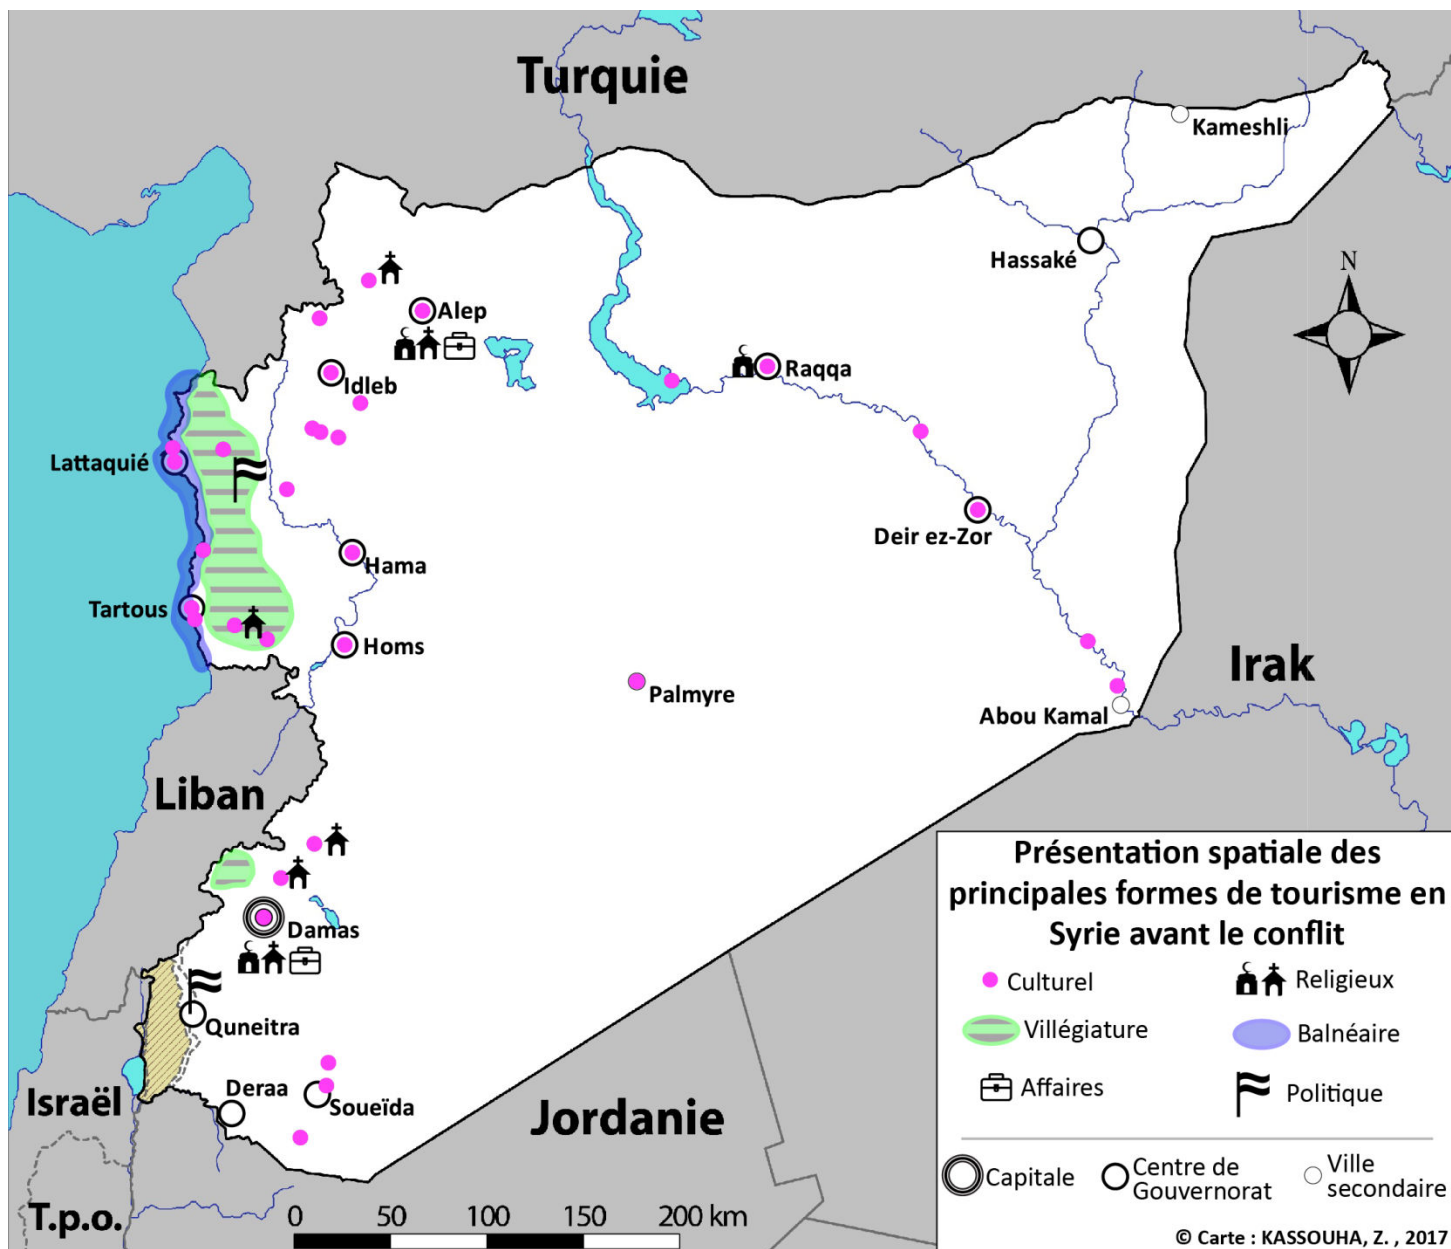 Turquie
Kameshli
Hassaké
N
Alep
Raqqa
Idleb
Lattaquié
Deir ez-Zor
Hama
Tartous
Homs
Irak
Palmyre
Abou Kamal
Liban
Damas
Quneitra
Deraa
Soueïda
Israël
Jordanie
T.p.o.
0 50 100 150 200 km
Présentation spatiale des
principales formes de tourisme en
Syrie avant le conflit
Culturel
Religieux
Villégiature
Balnéaire
Affaires
Politique
Capitale
Centre de
Gouvernorat
Ville
secondaire
© Carte : KASSOUHA, Z. , 2017